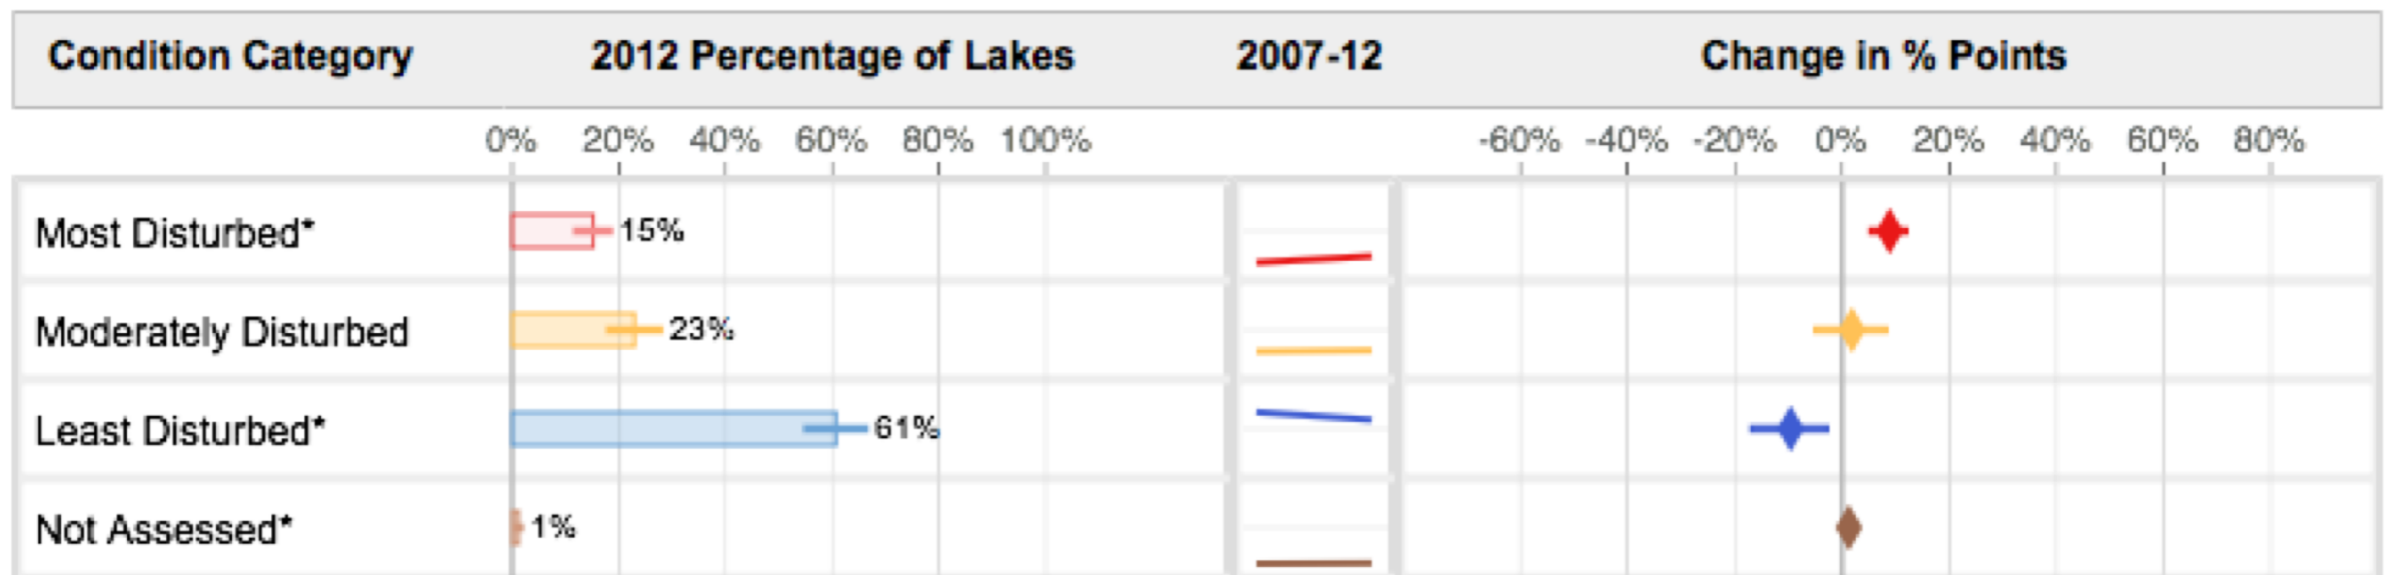 Condition Category 2012 Percentage of Lakes 2007-12 Change in % Points
0% 20% 40% 60% 80% 100% -60% -40% -20% 0% 20% 40% 60% 80%
Most Disturbed* 15%
Moderately Disturbed 23%
Least Disturbed* 61%
Not Assessed* 1%